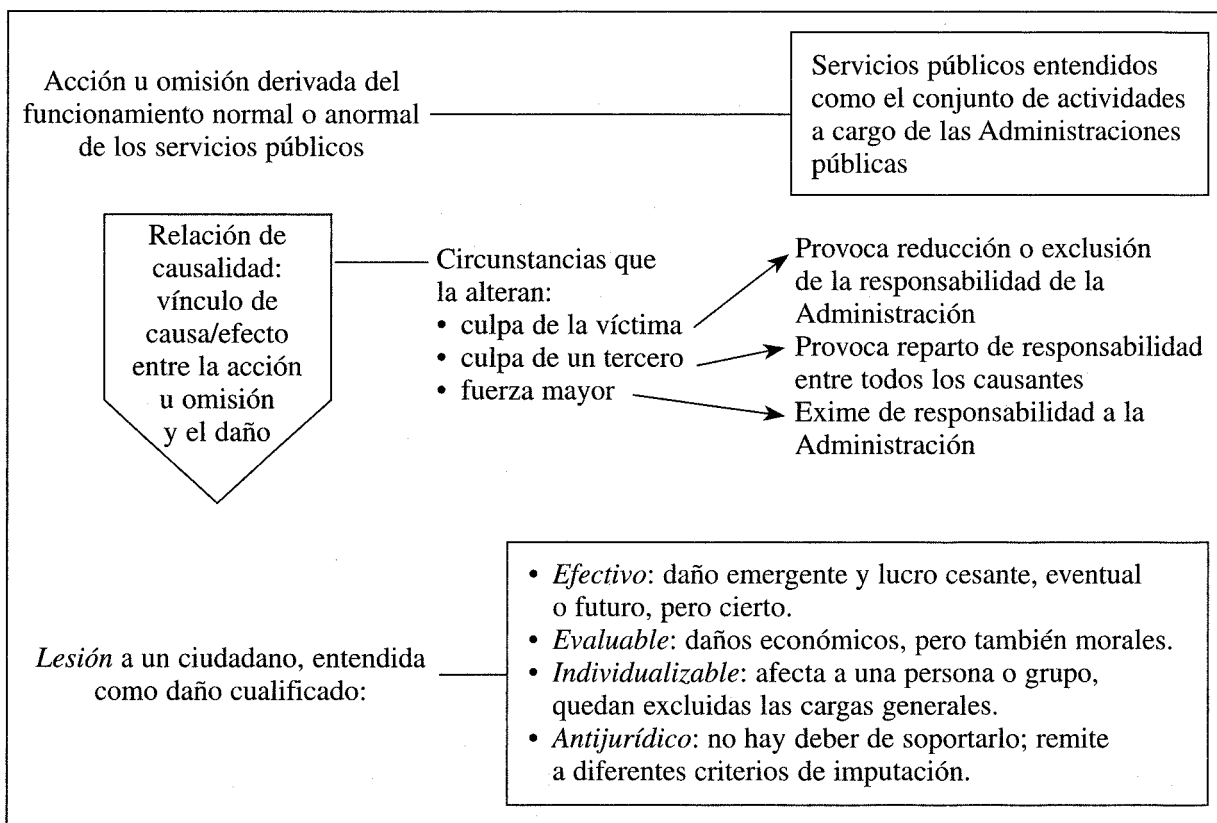 Acción u omisión derivada del
funcionamiento normal o anormal
de los servicios públicos
Servicios públicos entendidos
como el conjunto de actividades
a cargo de las Administraciones
públicas
Relación de
causalidad:
vínculo de
causa/efecto
entre la acción
u omisión
y el daño
Circunstancias que
la alteran:
• culpa de la víctima
• culpa de un tercero
• fuerza mayor
Provoca reducción o exclusión
de la responsabilidad de la
Administración
Provoca reparto de responsabilidad
entre todos los causantes
Exime de responsabilidad a la
Administración
Lesión a un ciudadano, entendida
como daño cualificado:
• Efectivo: daño emergente y lucro cesante, eventual
o futuro, pero cierto.
• Evaluable: daños económicos, pero también morales.
• Individualizable: afecta a una persona o grupo,
quedan excluidas las cargas generales.
• Antijurídico: no hay deber de soportarlo; remite
a diferentes criterios de imputación.